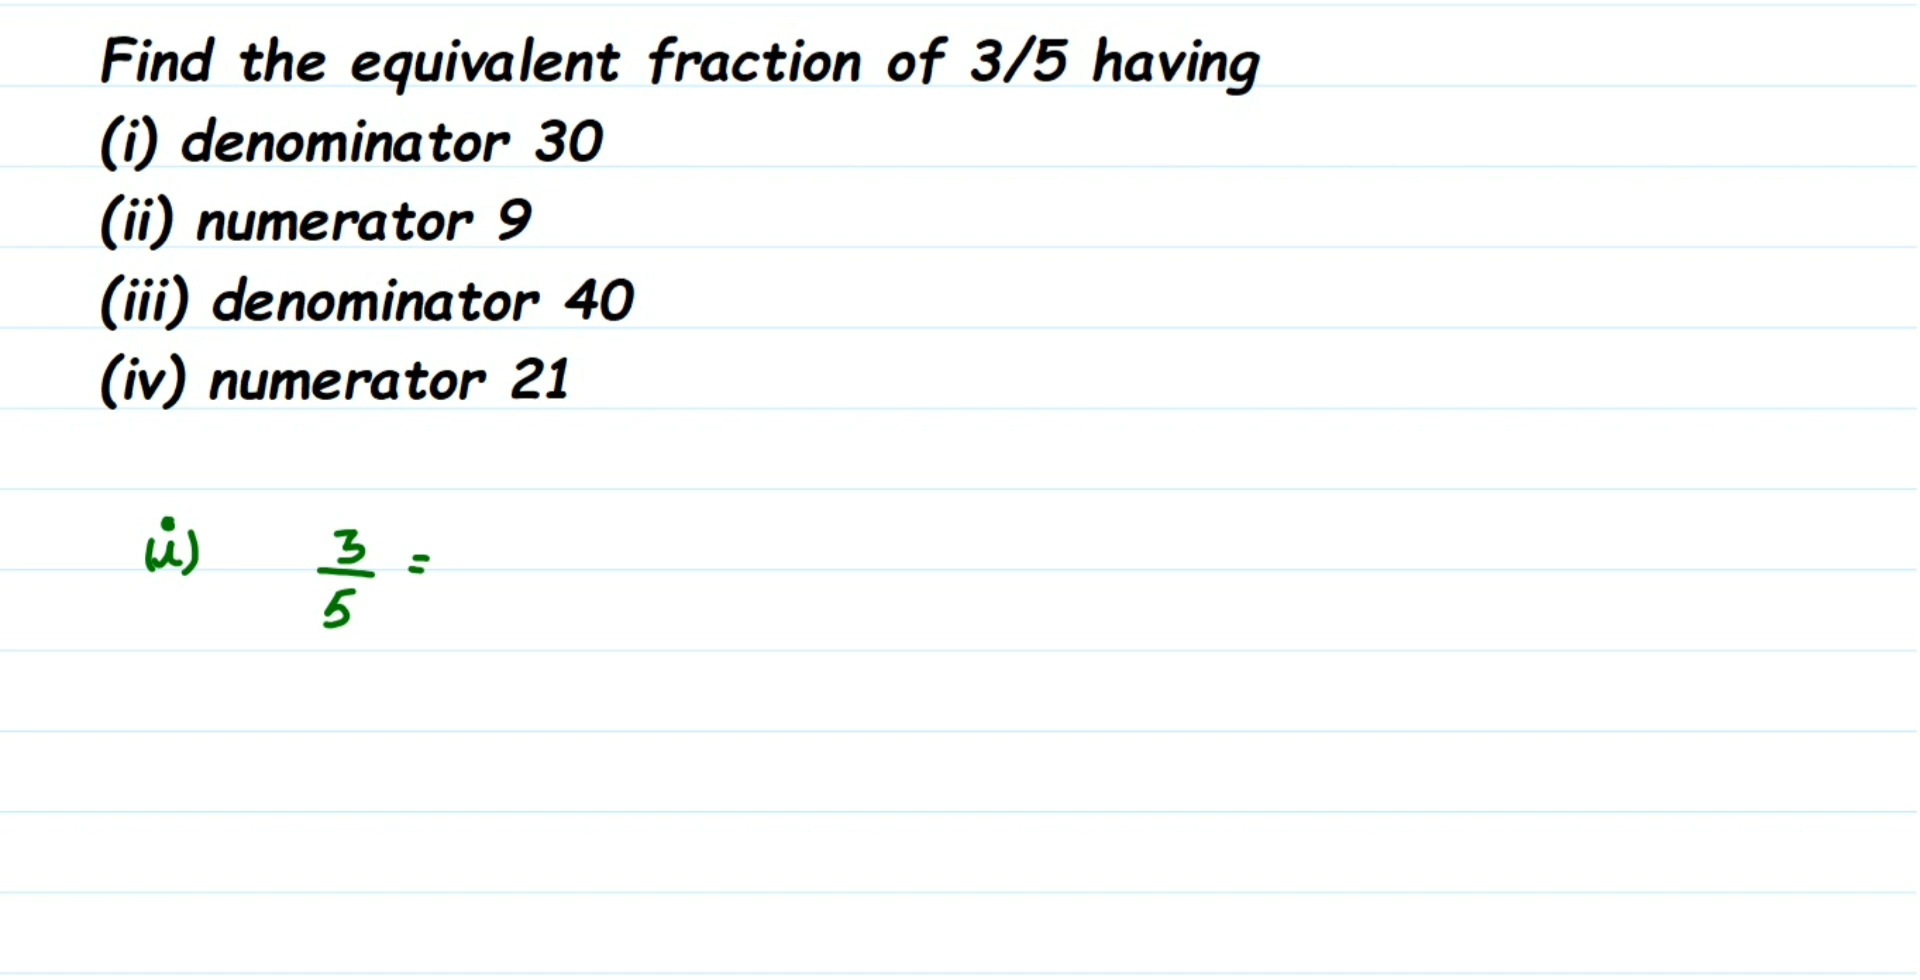 Find the equivalent fraction of 3/5 having
(i) denominator 30
(ii) numerator 9
(iii) denominator 40
(iv) numerator 21
(ii) 3/5 =